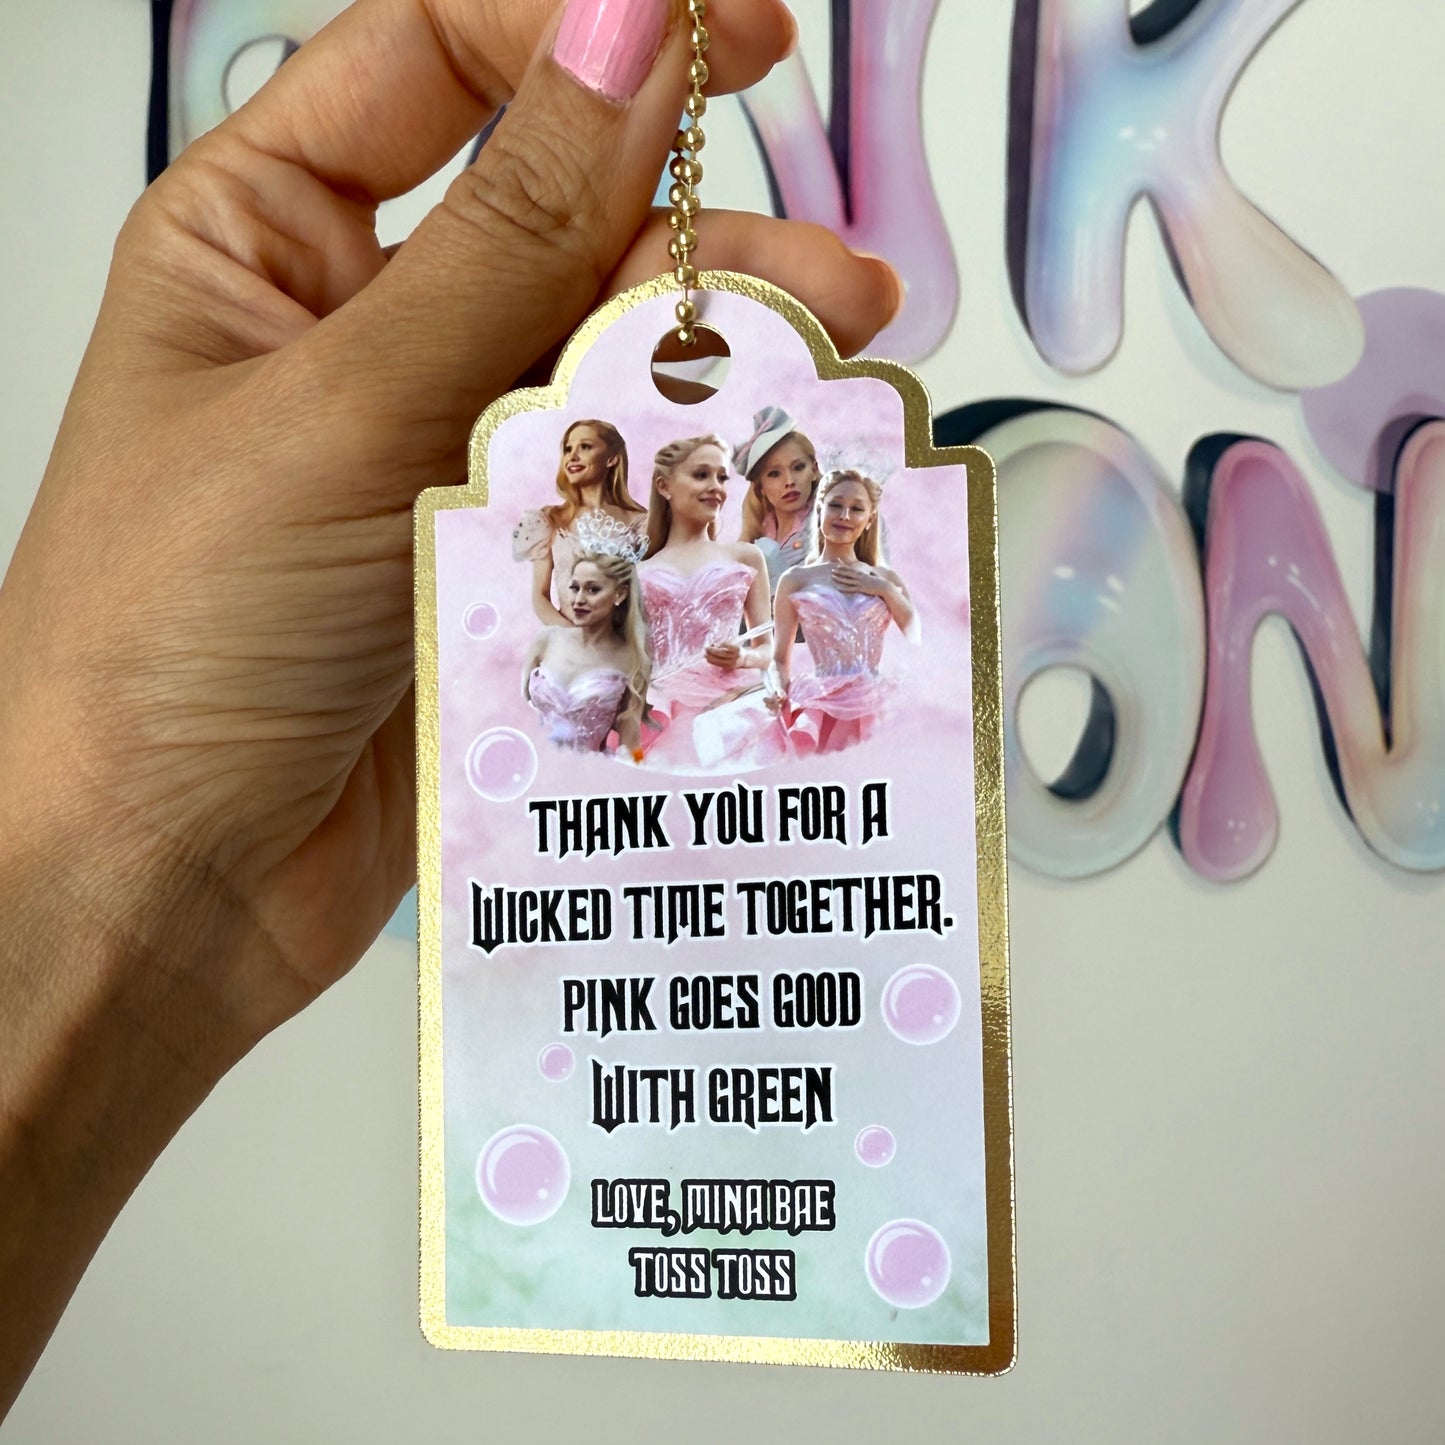 THANK YOU FOR A
WICKED TIME TOGETHER.
PINK GOES GOOD
WITH GREEN
LOVE, MINA BAE
TOSS TOSS